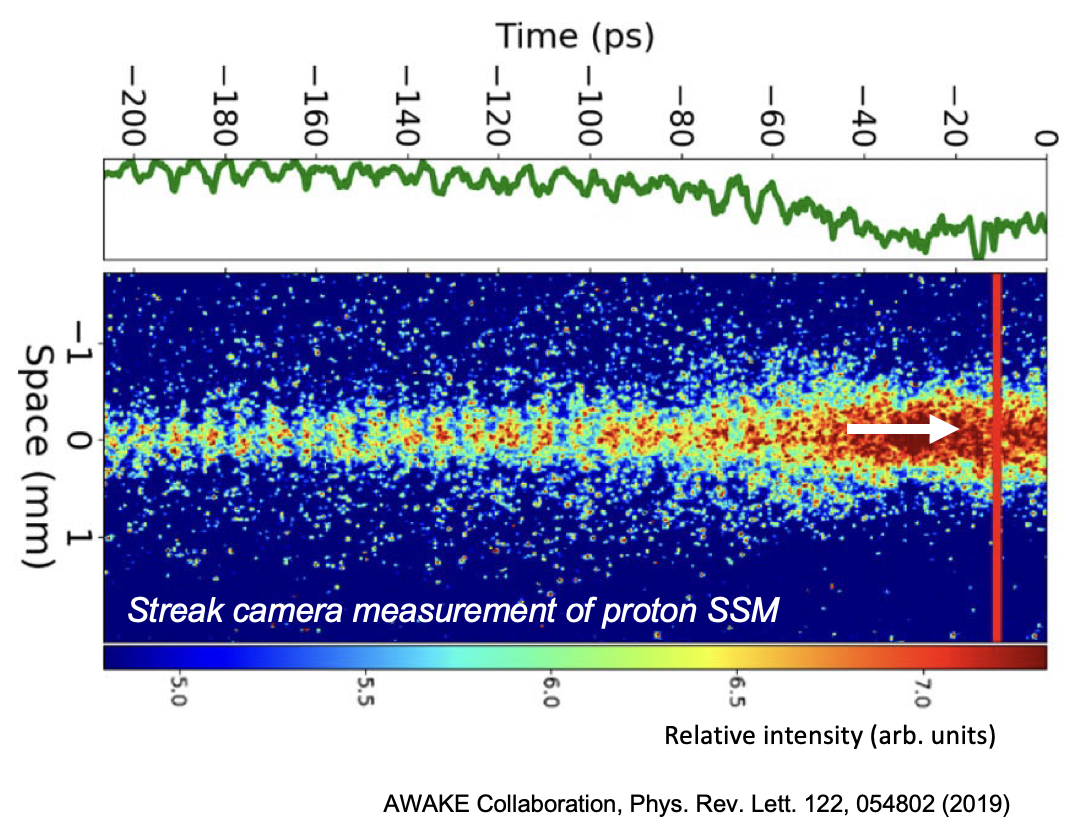 Time (ps)
−200 −180 −160 −140 −120 −100 −80 −60 −40 −20 0
−1
0
1
Space (mm)
Streak camera measurement of proton SSM
5.0 5.5 6.0 6.5 7.0
Relative intensity (arb. units)
AWAKE Collaboration, Phys. Rev. Lett. 122, 054802 (2019)